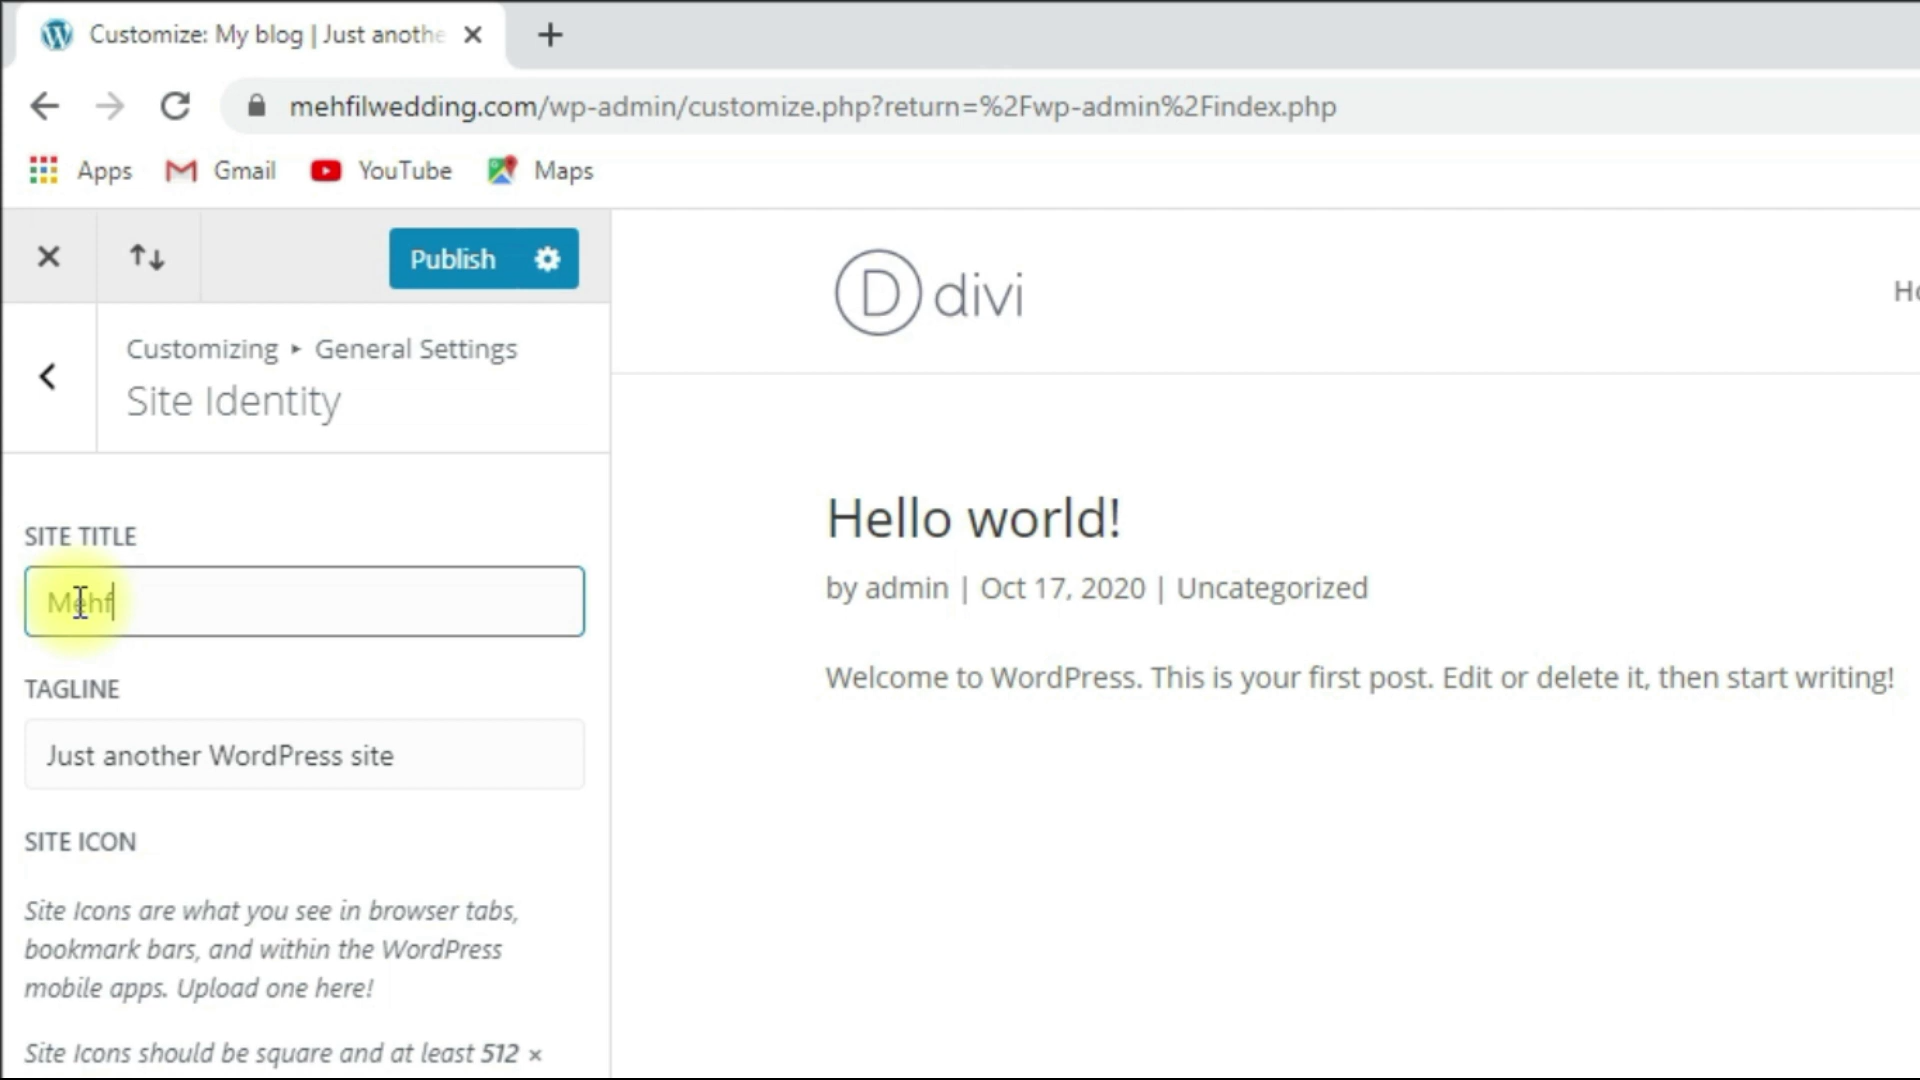 Customize: My blog | Just anothe
mehfilwedding.com/wp-admin/customize.php?return=%2Fwp-admin%2Findex.php
Apps Gmail YouTube Maps
Publish
D divi
Customizing ▸ General Settings
Site Identity
SITE TITLE
Mehf
TAGLINE
Just another WordPress site
SITE ICON
Site Icons are what you see in browser tabs,
bookmark bars, and within the WordPress
mobile apps. Upload one here!
Site Icons should be square and at least 512 ×
Hello world!
by admin | Oct 17, 2020 | Uncategorized
Welcome to WordPress. This is your first post. Edit or delete it, then start writing!